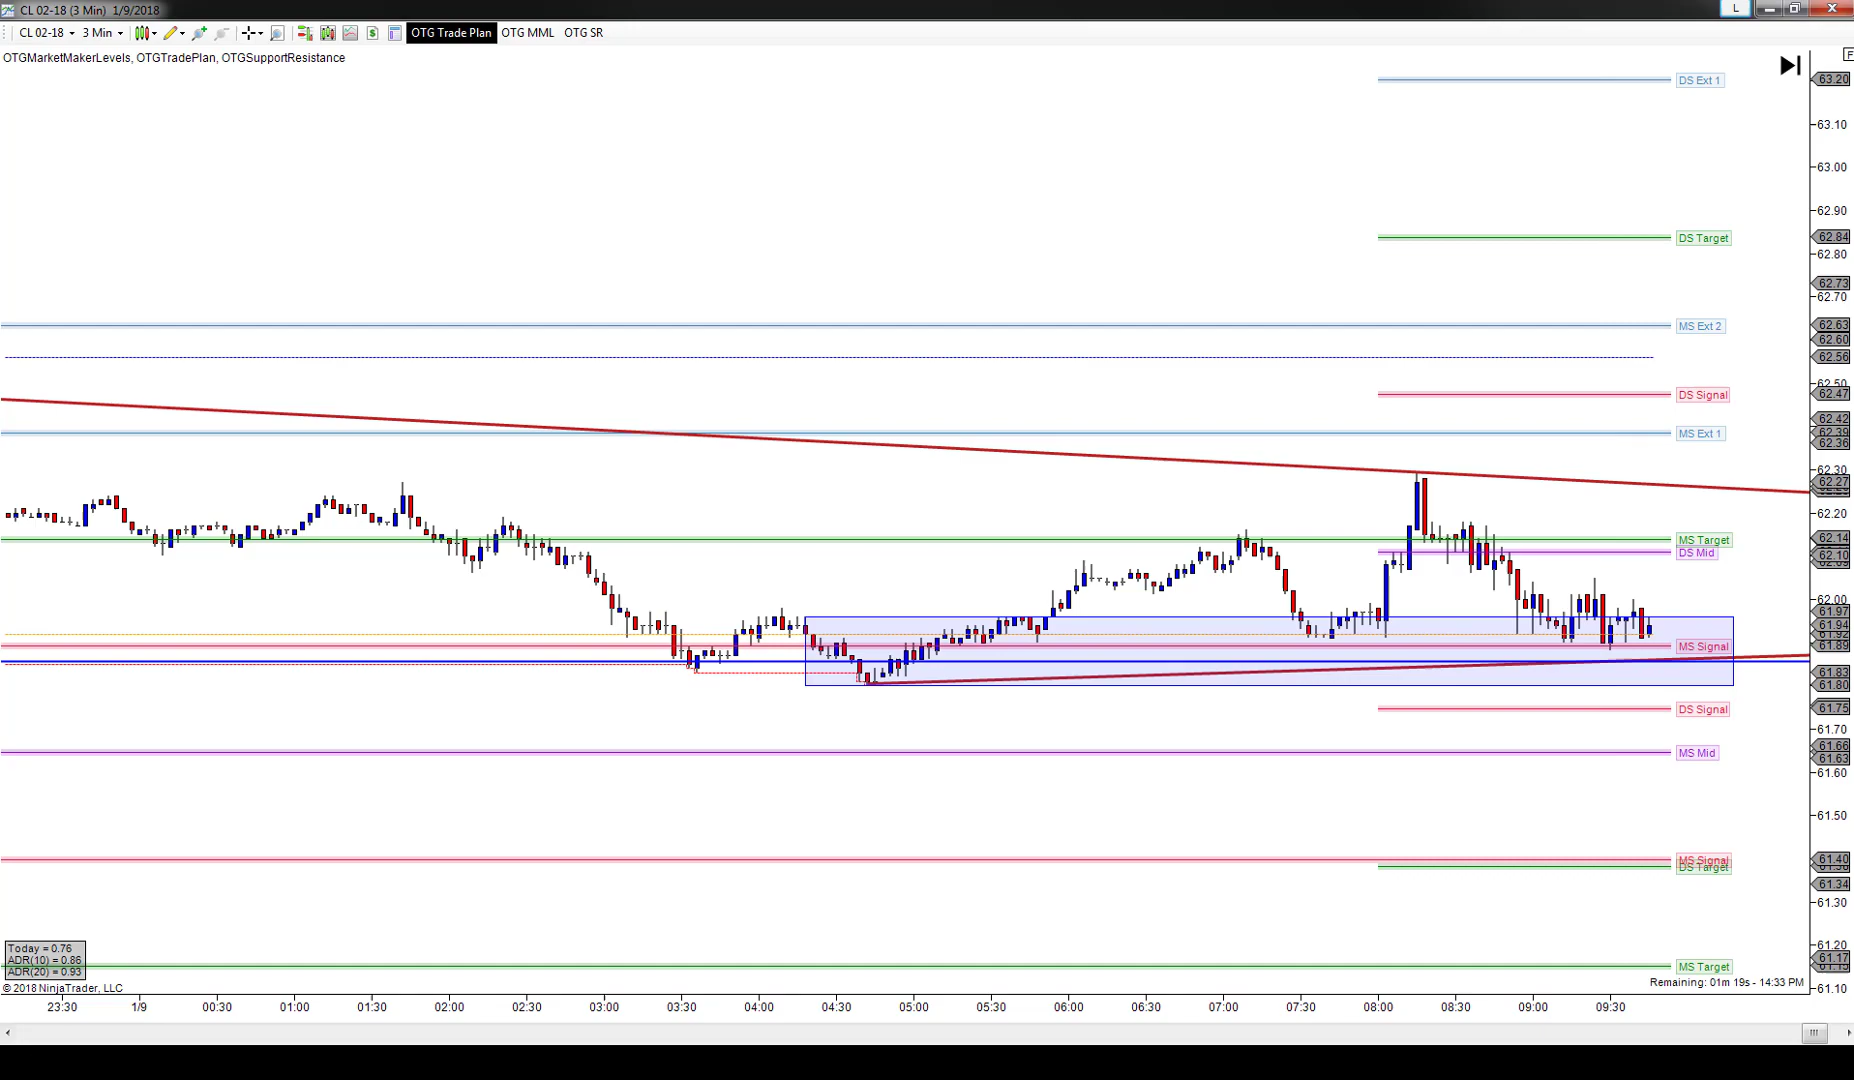 CL 02-18 (3 Min) 1/9/2018
L
CL 02-18 3 Min OTG Trade Plan OTG MML OTG SR
OTGMarketMakerLevels, OTGTradePlan, OTGSupportResistance
F
DS Ext 1
63.20
63.10
63.00
62.90
DS Target
62.84
62.80
62.73
62.70
MS Ext 2
62.63
62.60
62.56
62.50
DS Signal
62.47
62.42
MS Ext 1
62.39
62.36
62.30
62.27
62.20
MS Target
62.14
DS Mid
62.10
62.09
62.00
61.97
61.94
61.92
MS Signal
61.89
61.83
61.80
DS Signal
61.75
61.70
61.66
MS Mid
61.63
61.60
61.50
MS Signal
61.40
DS Target
61.34
61.30
Today = 0.76
ADR(10) = 0.86
ADR(20) = 0.93
61.20
61.17
MS Target
© 2018 NinjaTrader, LLC
Remaining: 01m 19s - 14:33 PM
61.10
23:30 1/9 00:30 01:00 01:30 02:00 02:30 03:00 03:30 04:00 04:30 05:00 05:30 06:00 06:30 07:00 07:30 08:00 08:30 09:00 09:30